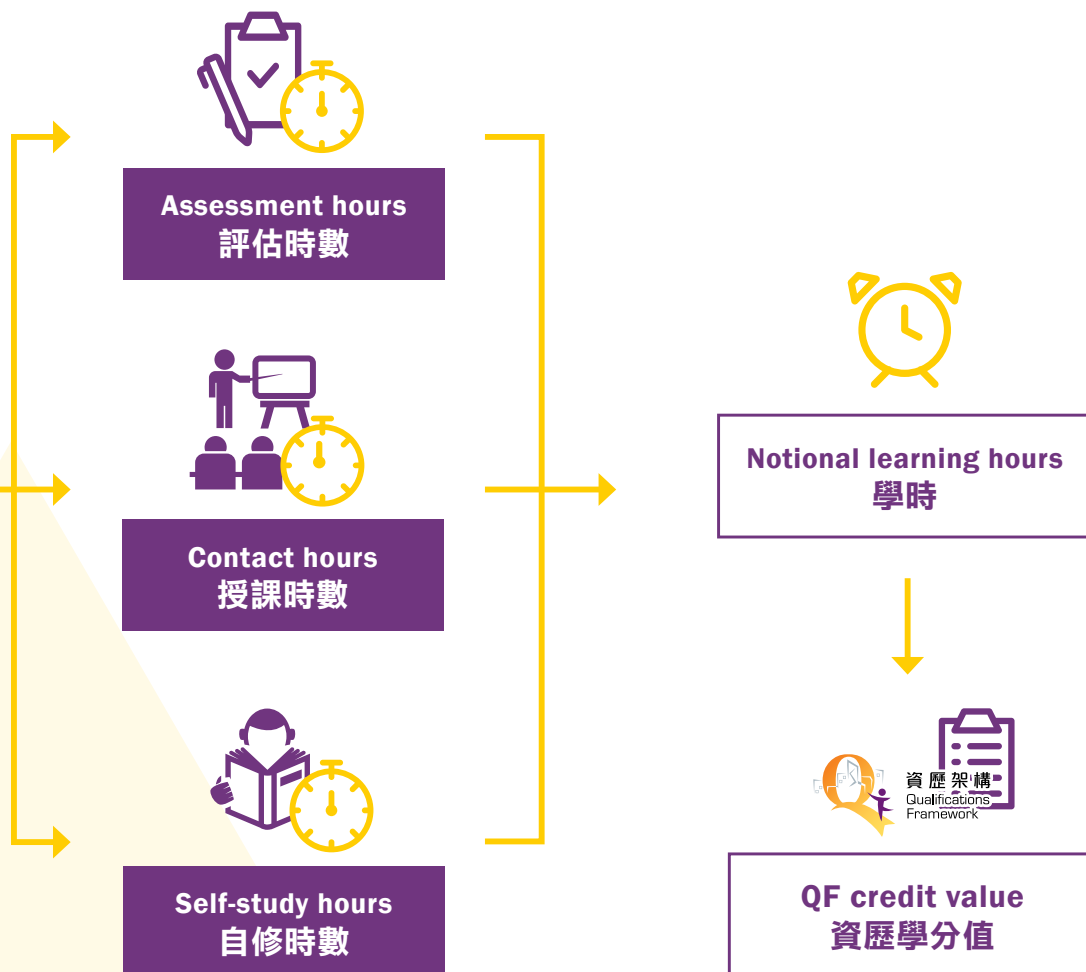 Assessment hours
評估時數
Contact hours
授課時數
Self-study hours
自修時數
Notional learning hours
學時
資歷架構
Qualifications
Framework
QF credit value
資歷學分值